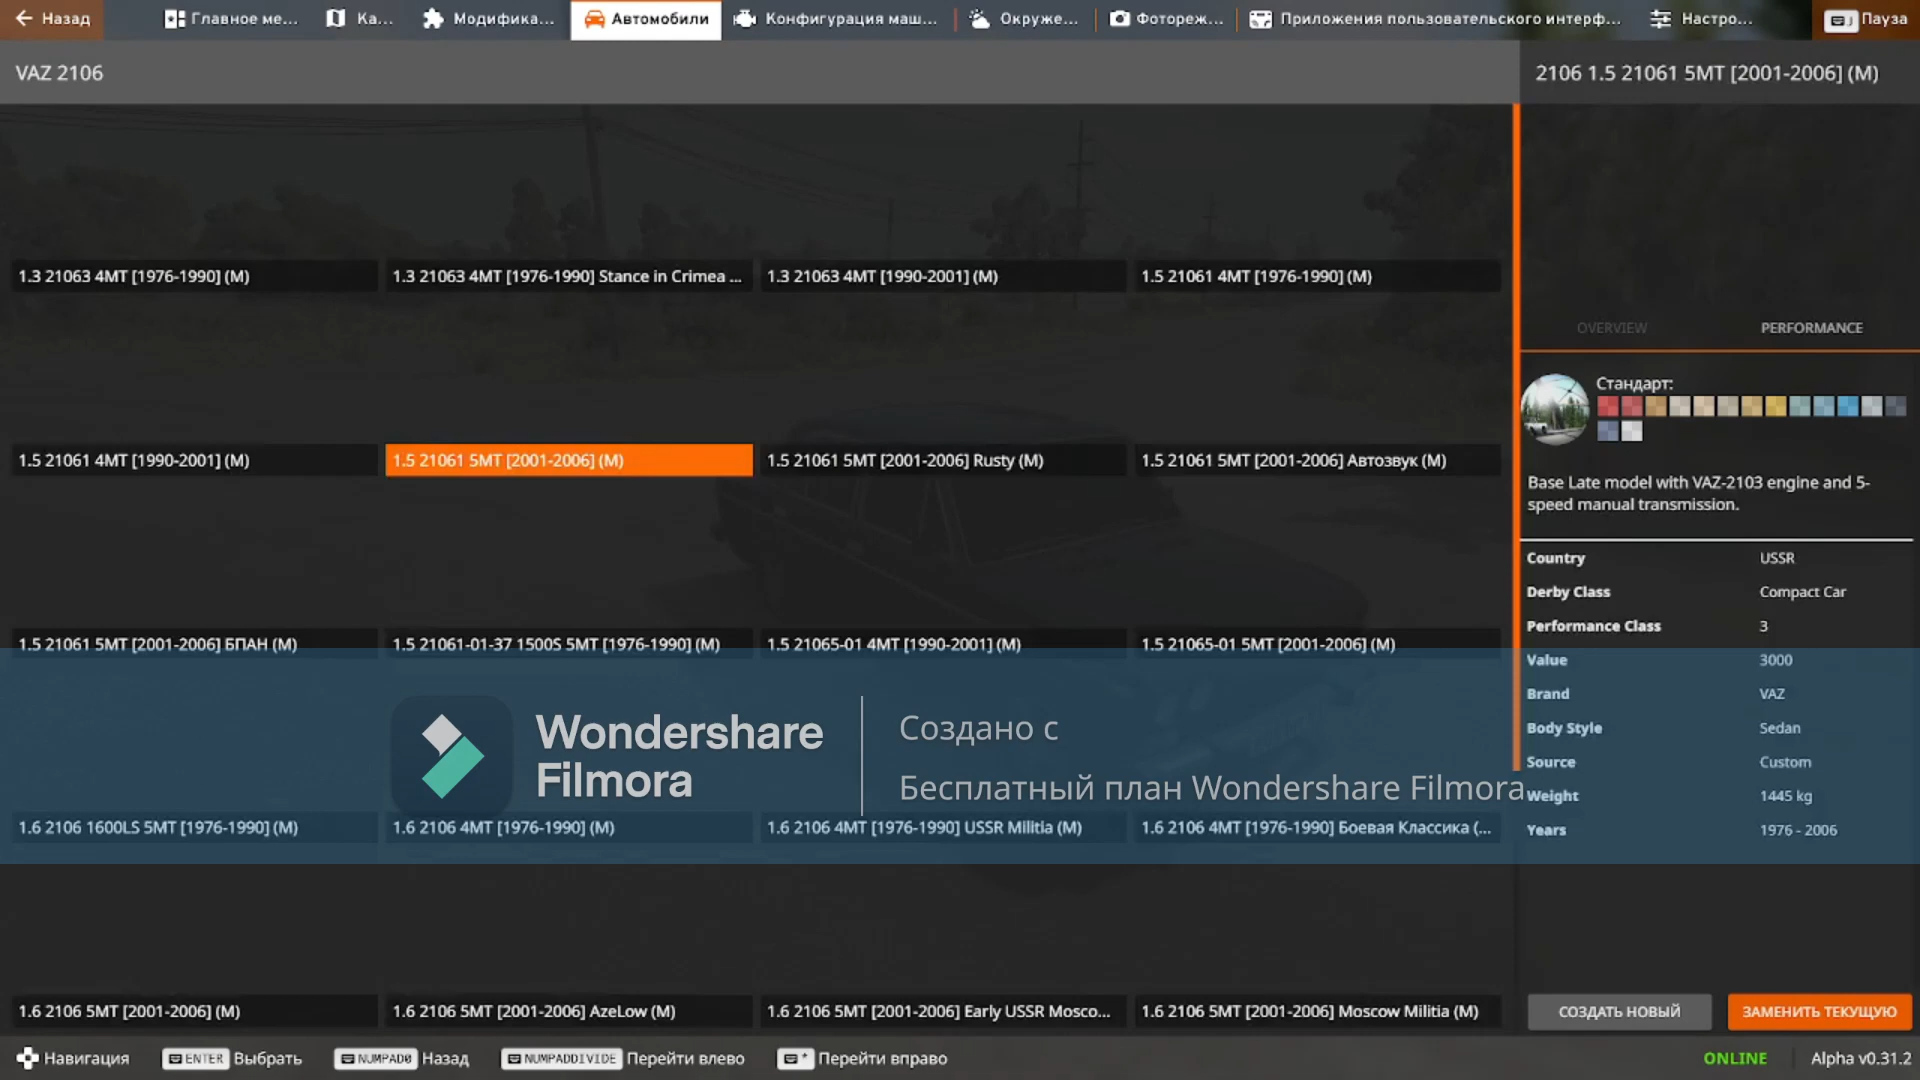 Назад Главное ме... Ка... Модифика... Автомобили Конфигурация маш... Окруже... Фотореж... Приложения пользовательского интерф... Настро... J Пауза
VAZ 2106
2106 1.5 21061 5MT [2001-2006] (M)
1.3 21063 4MT [1976-1990] (M)
1.3 21063 4MT [1976-1990] Stance in Crimea ...
1.3 21063 4MT [1990-2001] (M)
1.5 21061 4MT [1976-1990] (M)
1.5 21061 4MT [1990-2001] (M)
1.5 21061 5MT [2001-2006] (M)
1.5 21061 5MT [2001-2006] Rusty (M)
1.5 21061 5MT [2001-2006] Автозвук (M)
1.5 21061 5MT [2001-2006] БПАН (M)
1.5 21061-01-37 1500S 5MT [1976-1990] (M)
1.5 21065-01 4MT [1990-2001] (M)
1.5 21065-01 5MT [2001-2006] (M)
Wondershare
Filmora
Создано с
Бесплатный план Wondershare Filmora
1.6 2106 1600LS 5MT [1976-1990] (M)
1.6 2106 4MT [1976-1990] (M)
1.6 2106 4MT [1976-1990] USSR Militia (M)
1.6 2106 4MT [1976-1990] Боевая Классика (...
1.6 2106 5MT [2001-2006] (M)
1.6 2106 5MT [2001-2006] AzeLow (M)
1.6 2106 5MT [2001-2006] Early USSR Mosco...
1.6 2106 5MT [2001-2006] Moscow Militia (M)
OVERVIEW PERFORMANCE
Стандарт:
Base Late model with VAZ-2103 engine and 5-
speed manual transmission.
Country USSR
Derby Class Compact Car
Performance Class 3
Value 3000
Brand VAZ
Body Style Sedan
Source Custom
Weight 1445 kg
Years 1976 - 2006
СОЗДАТЬ НОВЫЙ ЗАМЕНИТЬ ТЕКУЩУЮ
Навигация ENTER Выбрать NUMPAD0 Назад NUMPADDIVIDE Перейти влево * Перейти вправо ONLINE Alpha v0.31.2